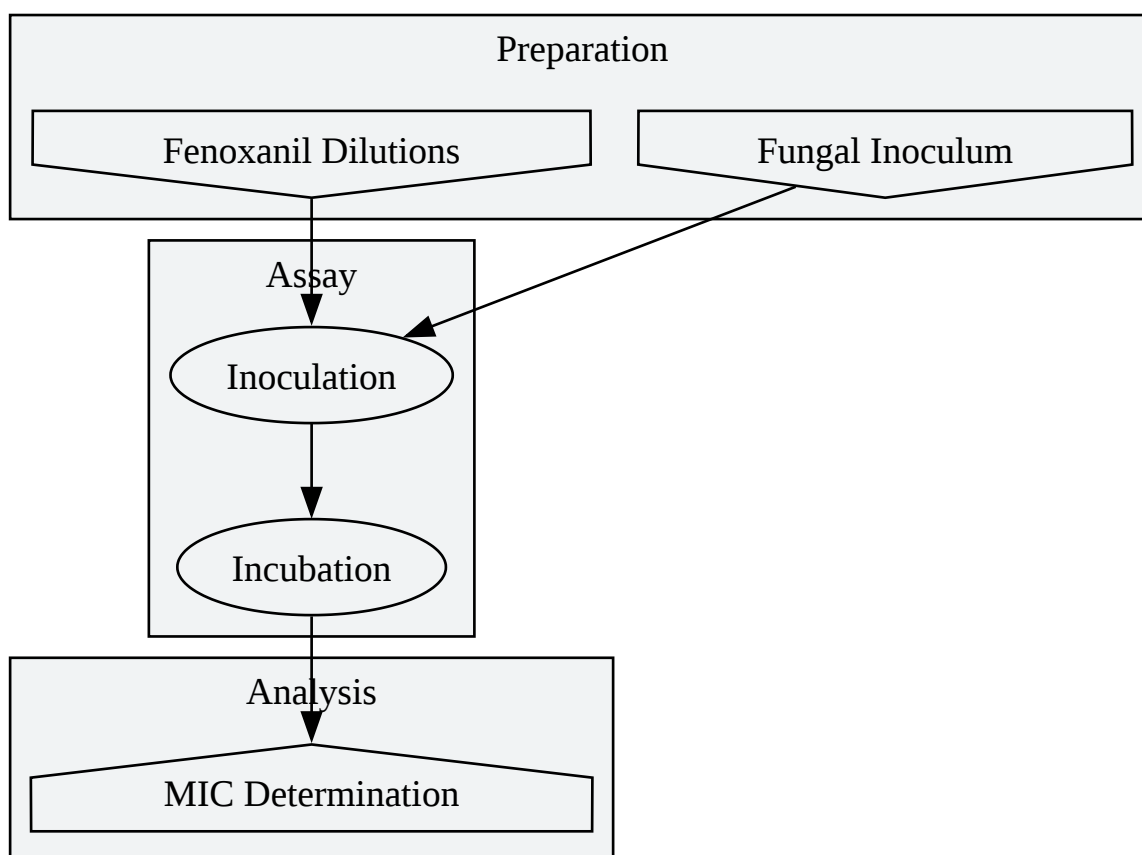 Preparation
Fenoxanil Dilutions
Fungal Inoculum
Assay
Inoculation
Incubation
Analysis
MIC Determination